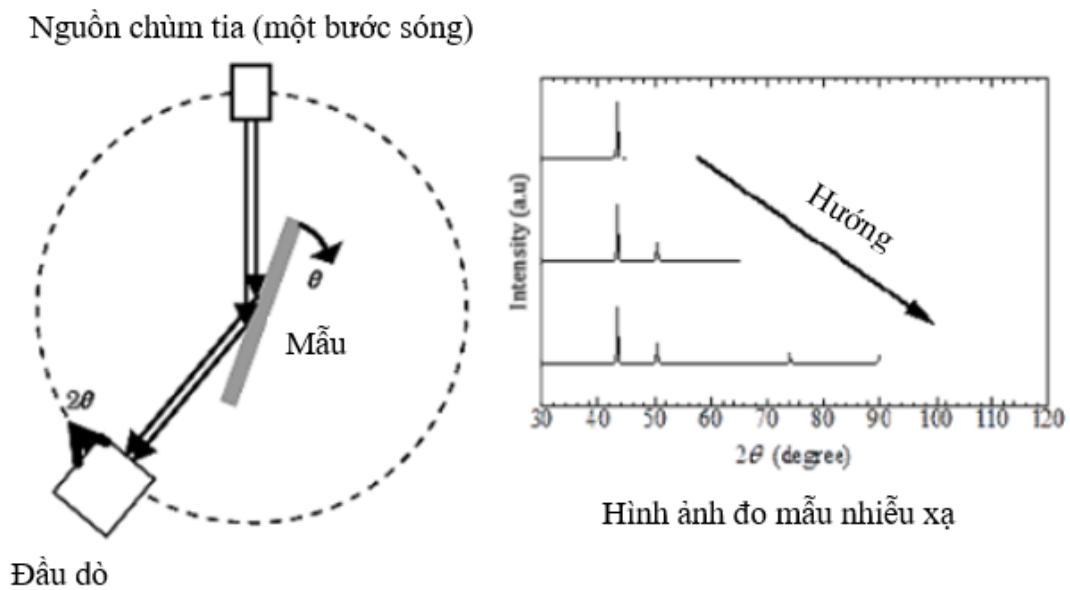 Nguồn chùm tia (một bước sóng)
θ
Mẫu
2θ
Đầu dò
Intensity (a.u)
Hướng
30 40 50 60 70 80 90 100 110 120
2θ (degree)
Hình ảnh đo mẫu nhiễu xạ